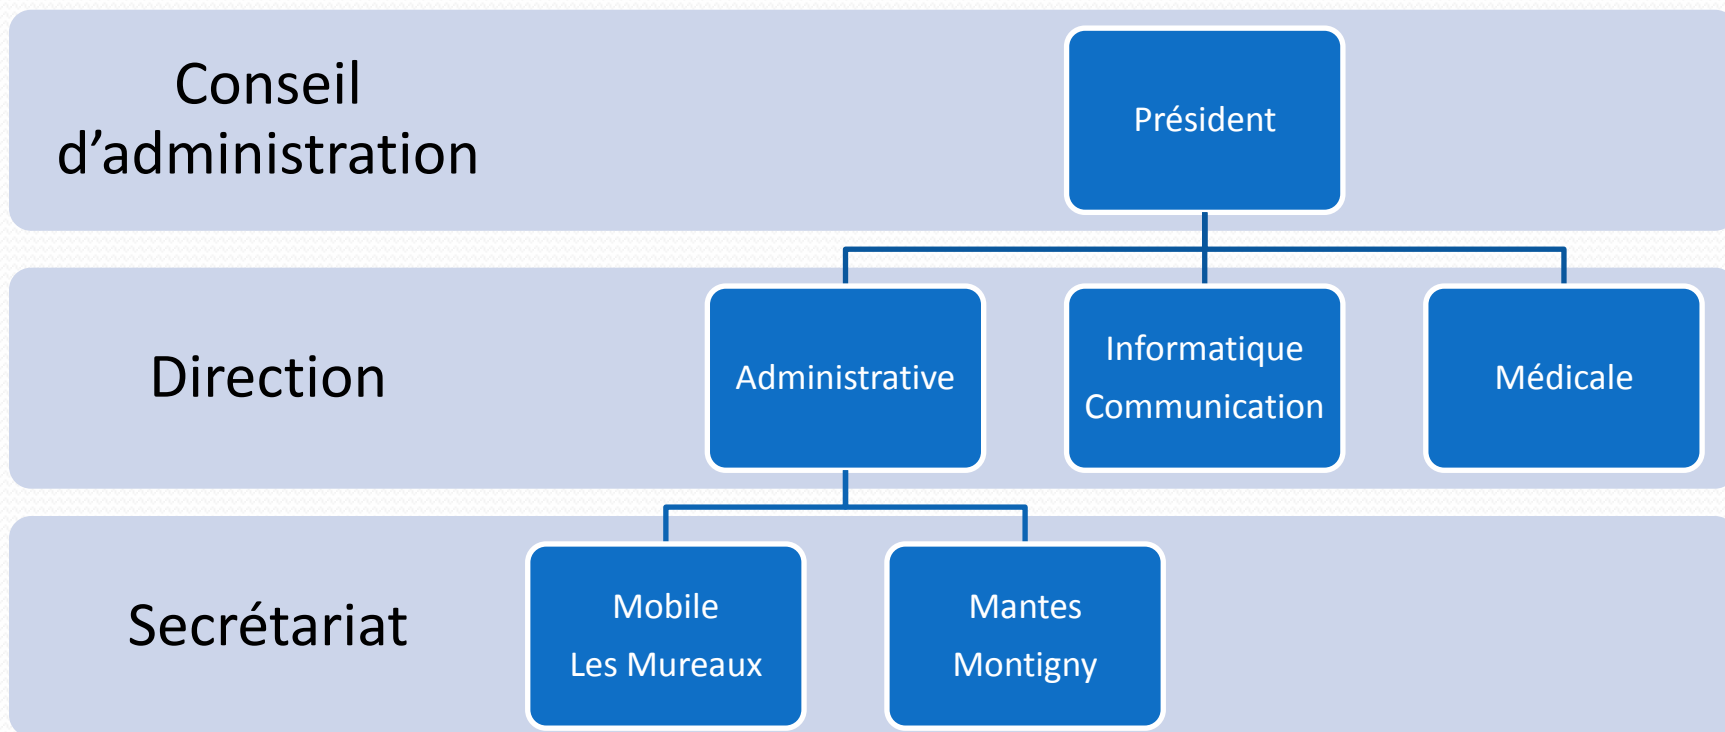 Conseil
d’administration
Président
Direction
Administrative
Informatique
Communication
Médicale
Secrétariat
Mobile
Les Mureaux
Mantes
Montigny